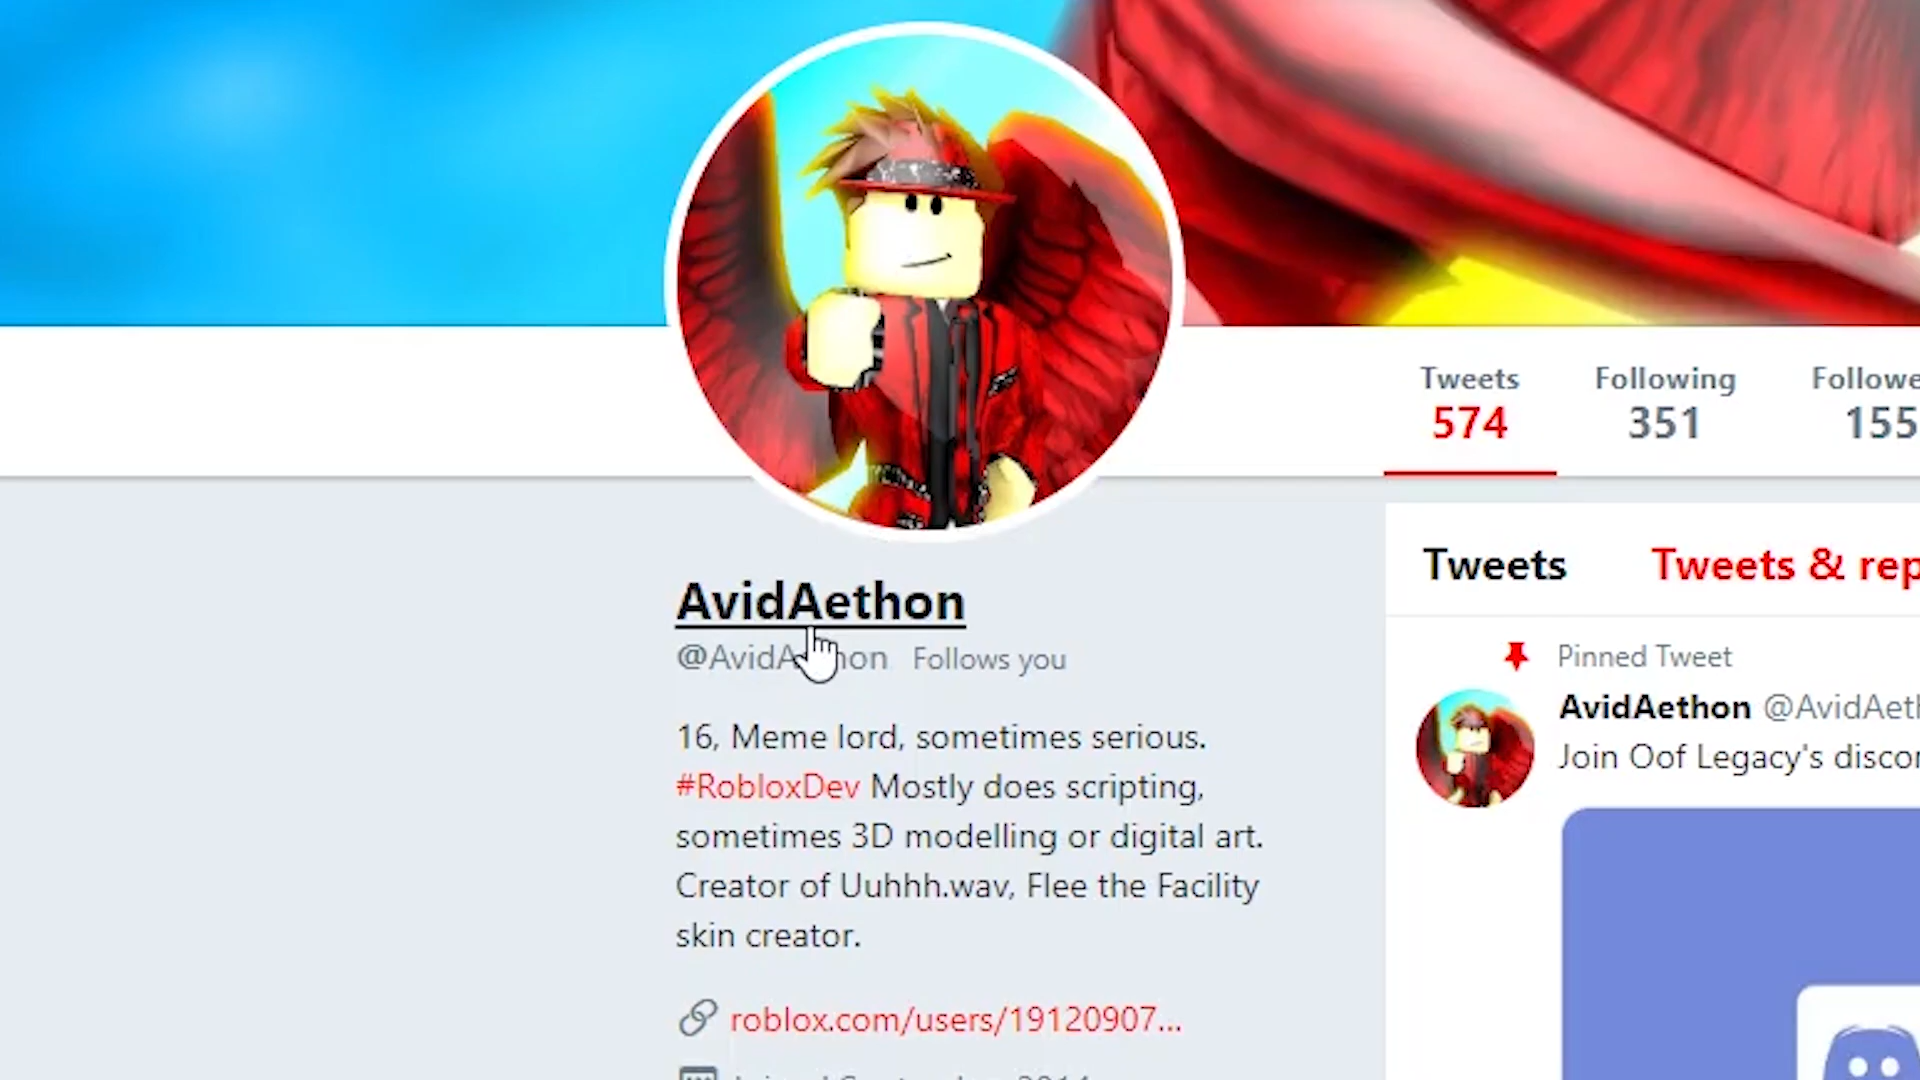 Tweets Following Followe
574 351 155
AvidAethon
@AvidA hon Follows you
16, Meme lord, sometimes serious.
#RobloxDev Mostly does scripting,
sometimes 3D modelling or digital art.
Creator of Uuhhh.wav, Flee the Facility
skin creator.
roblox.com/users/19120907...
Tweets Tweets & rep
Pinned Tweet
AvidAethon @AvidAeth
Join Oof Legacy's discor